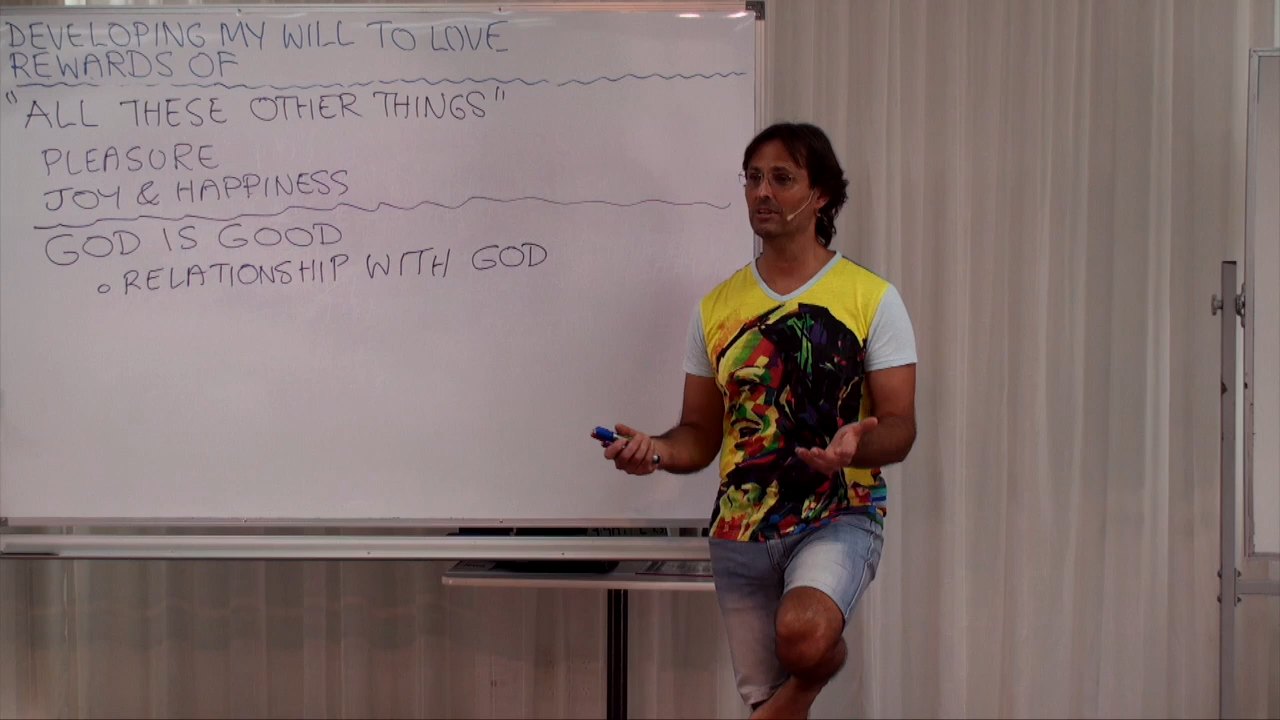 DEVELOPING MY WILL TO LOVE
REWARDS OF
"ALL THESE OTHER THINGS"
PLEASURE
JOY & HAPPINESS
GOD IS GOOD
○ RELATIONSHIP WITH GOD